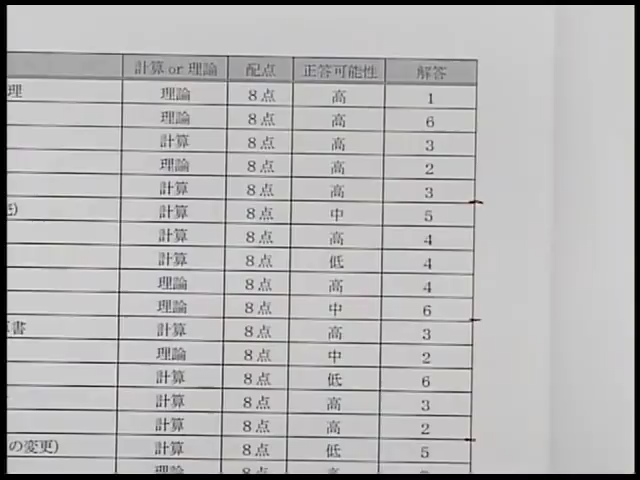 計算 or 理論 配点 正答可能性 解答
理 理論 8点 高 1
理論 8点 高 6
計算 8点 高 3
理論 8点 高 2
計算 8点 高 3
計算 8点 中 5
計算 8点 高 4
計算 8点 低 4
理論 8点 高 4
理論 8点 中 6
書 計算 8点 高 3
理論 8点 中 2
計算 8点 低 6
計算 8点 高 3
計算 8点 高 2
の変更) 計算 8点 低 5
理論 8点